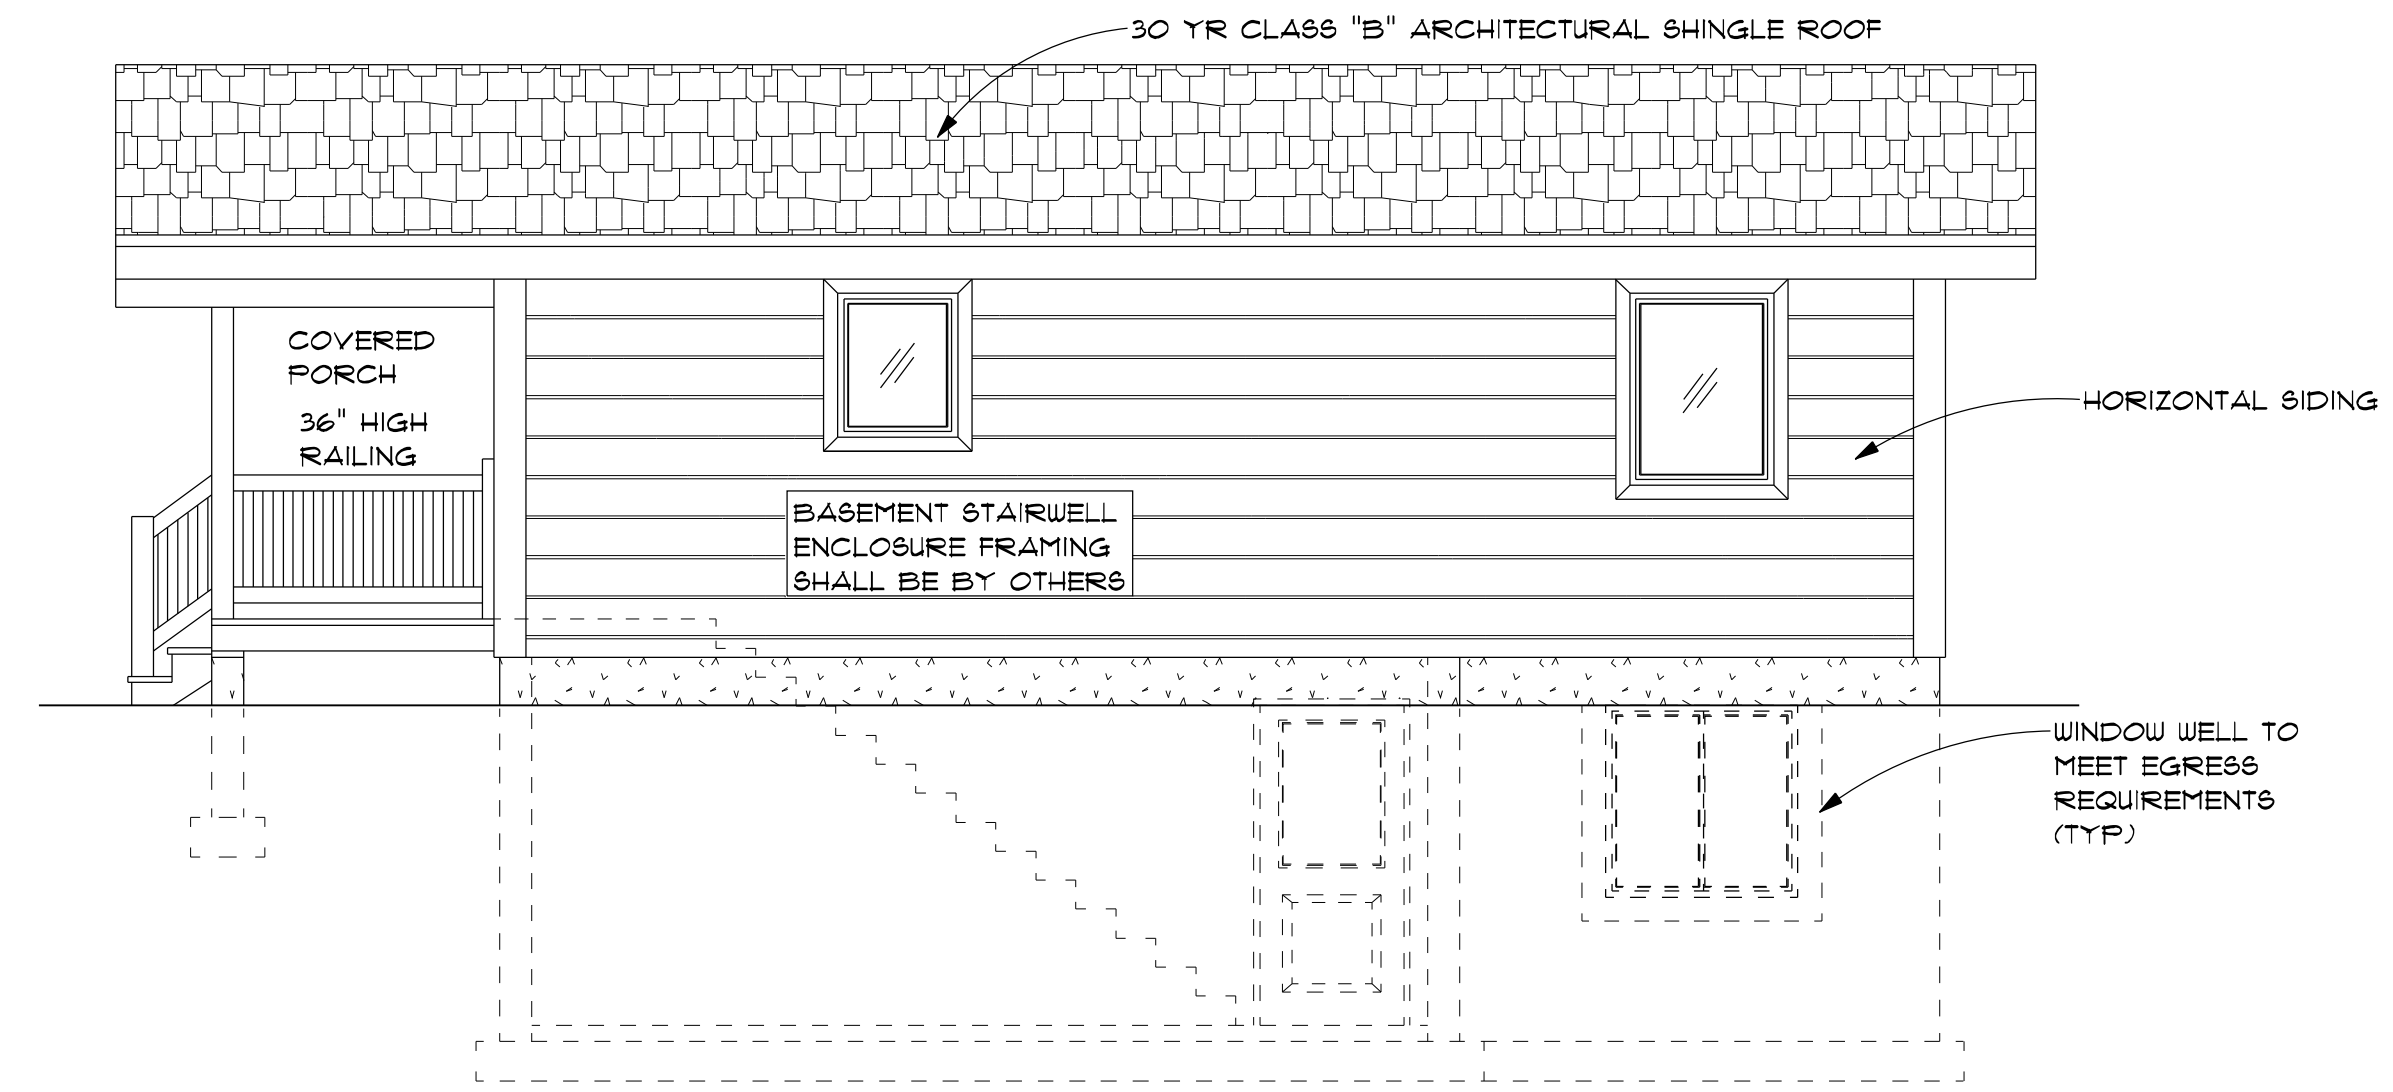 30 YR CLASS "B" ARCHITECTURAL SHINGLE ROOF
COVERED
PORCH
36" HIGH
RAILING
HORIZONTAL SIDING
BASEMENT STAIRWELL
ENCLOSURE FRAMING
SHALL BE BY OTHERS
WINDOW WELL TO
MEET EGRESS
REQUIREMENTS
(TYP.)